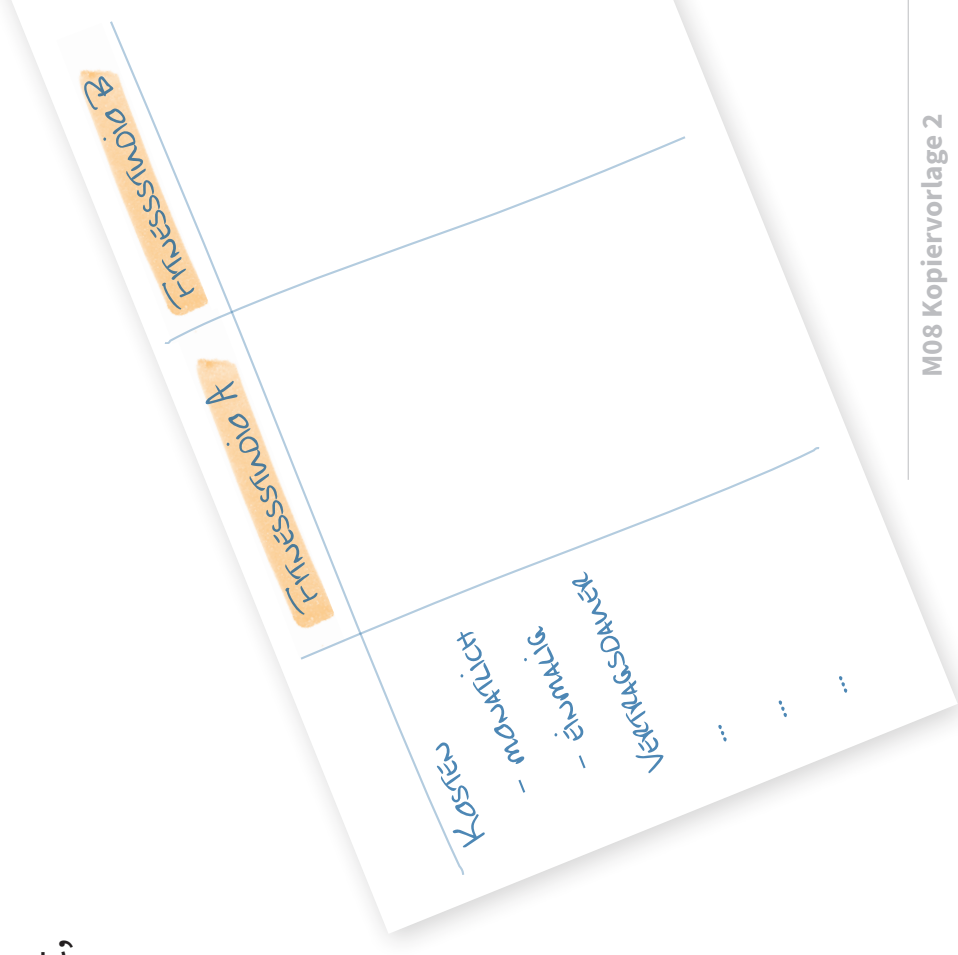 Fitnessstudio A
Fitnessstudio B
Kosten
– monatlich
– einmalig
Vertragsdauer
...
...
...
M08 Kopiervorlage 2